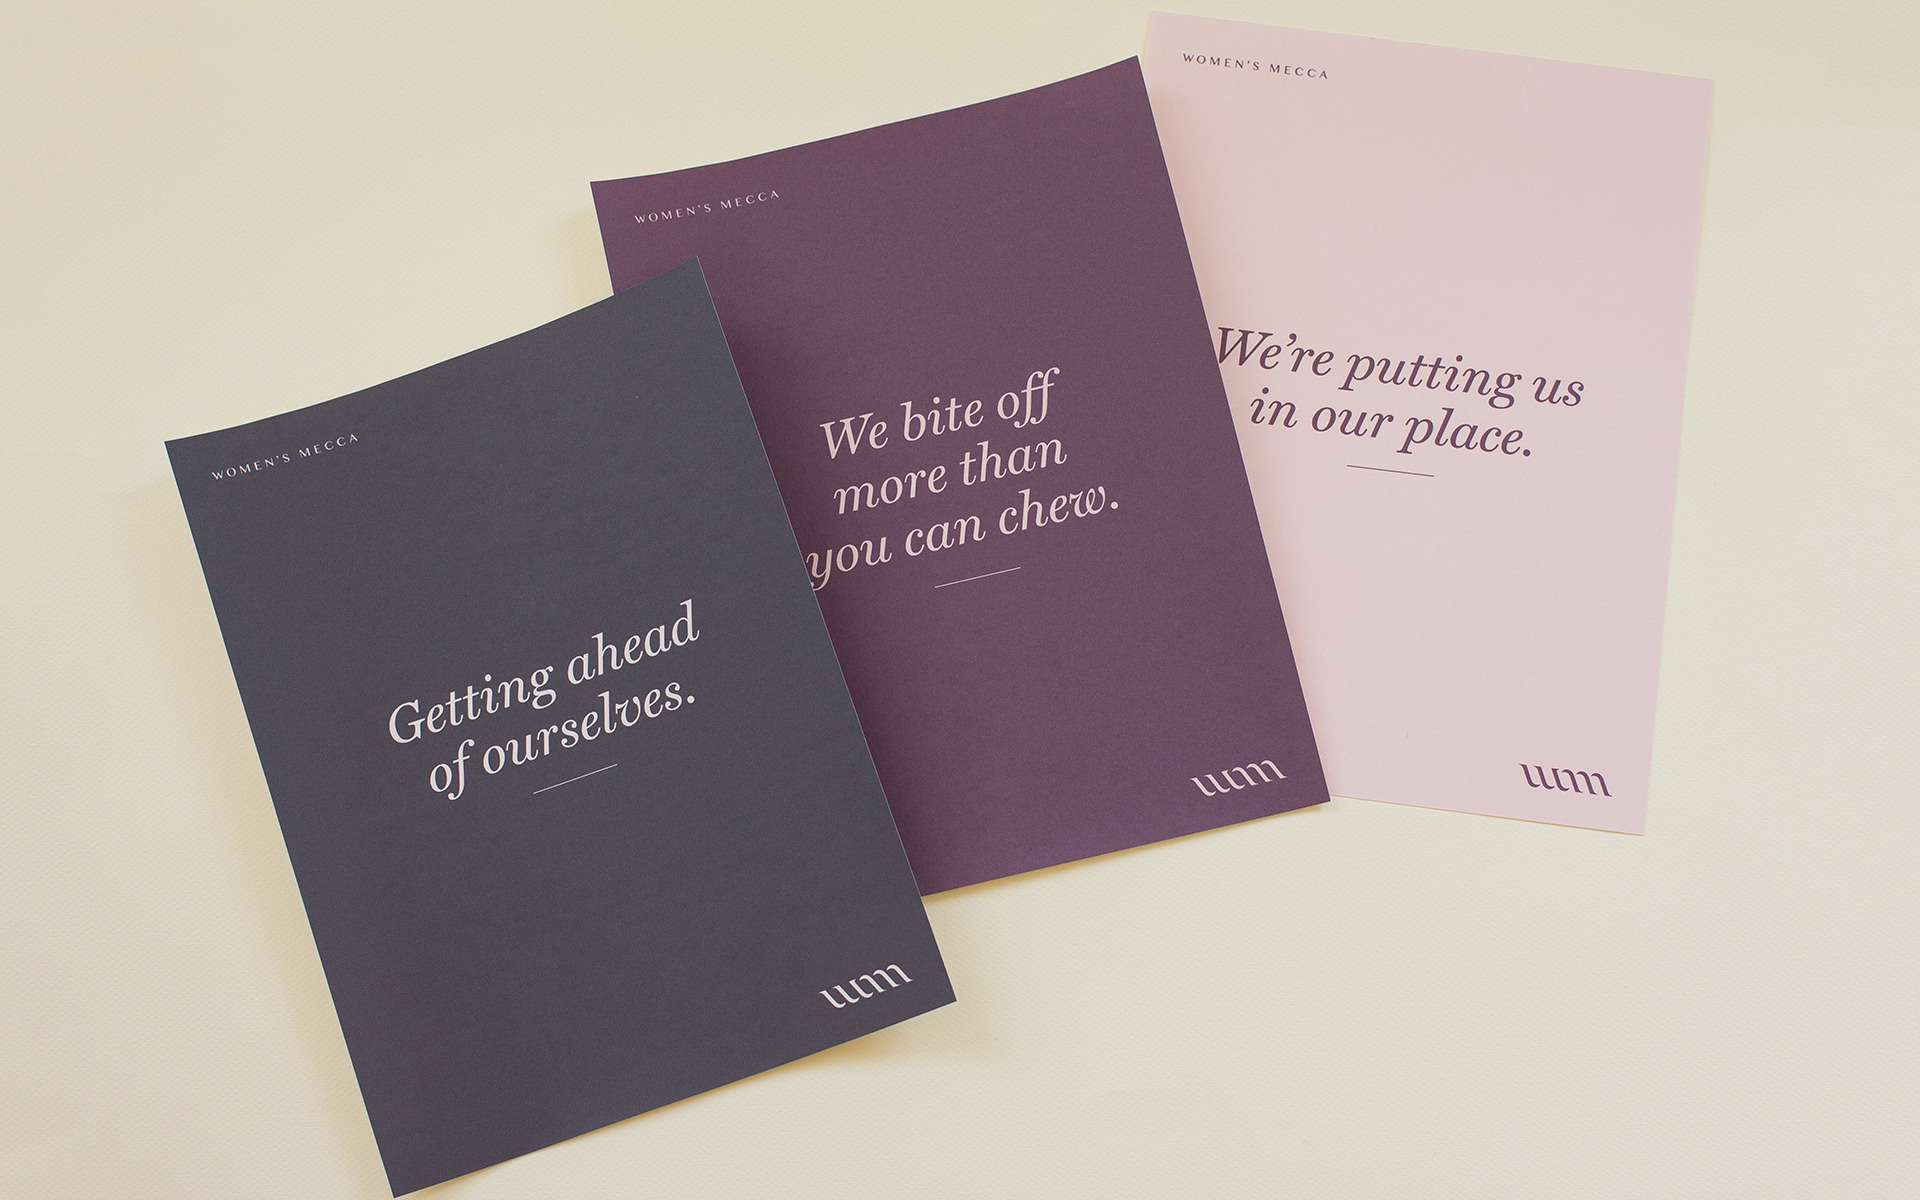 WOMEN'S MECCA
Getting ahead
of ourselves.
wm
WOMEN'S MECCA
We bite off
more than
you can chew.
wm
WOMEN'S MECCA
We're putting us
in our place.
wm